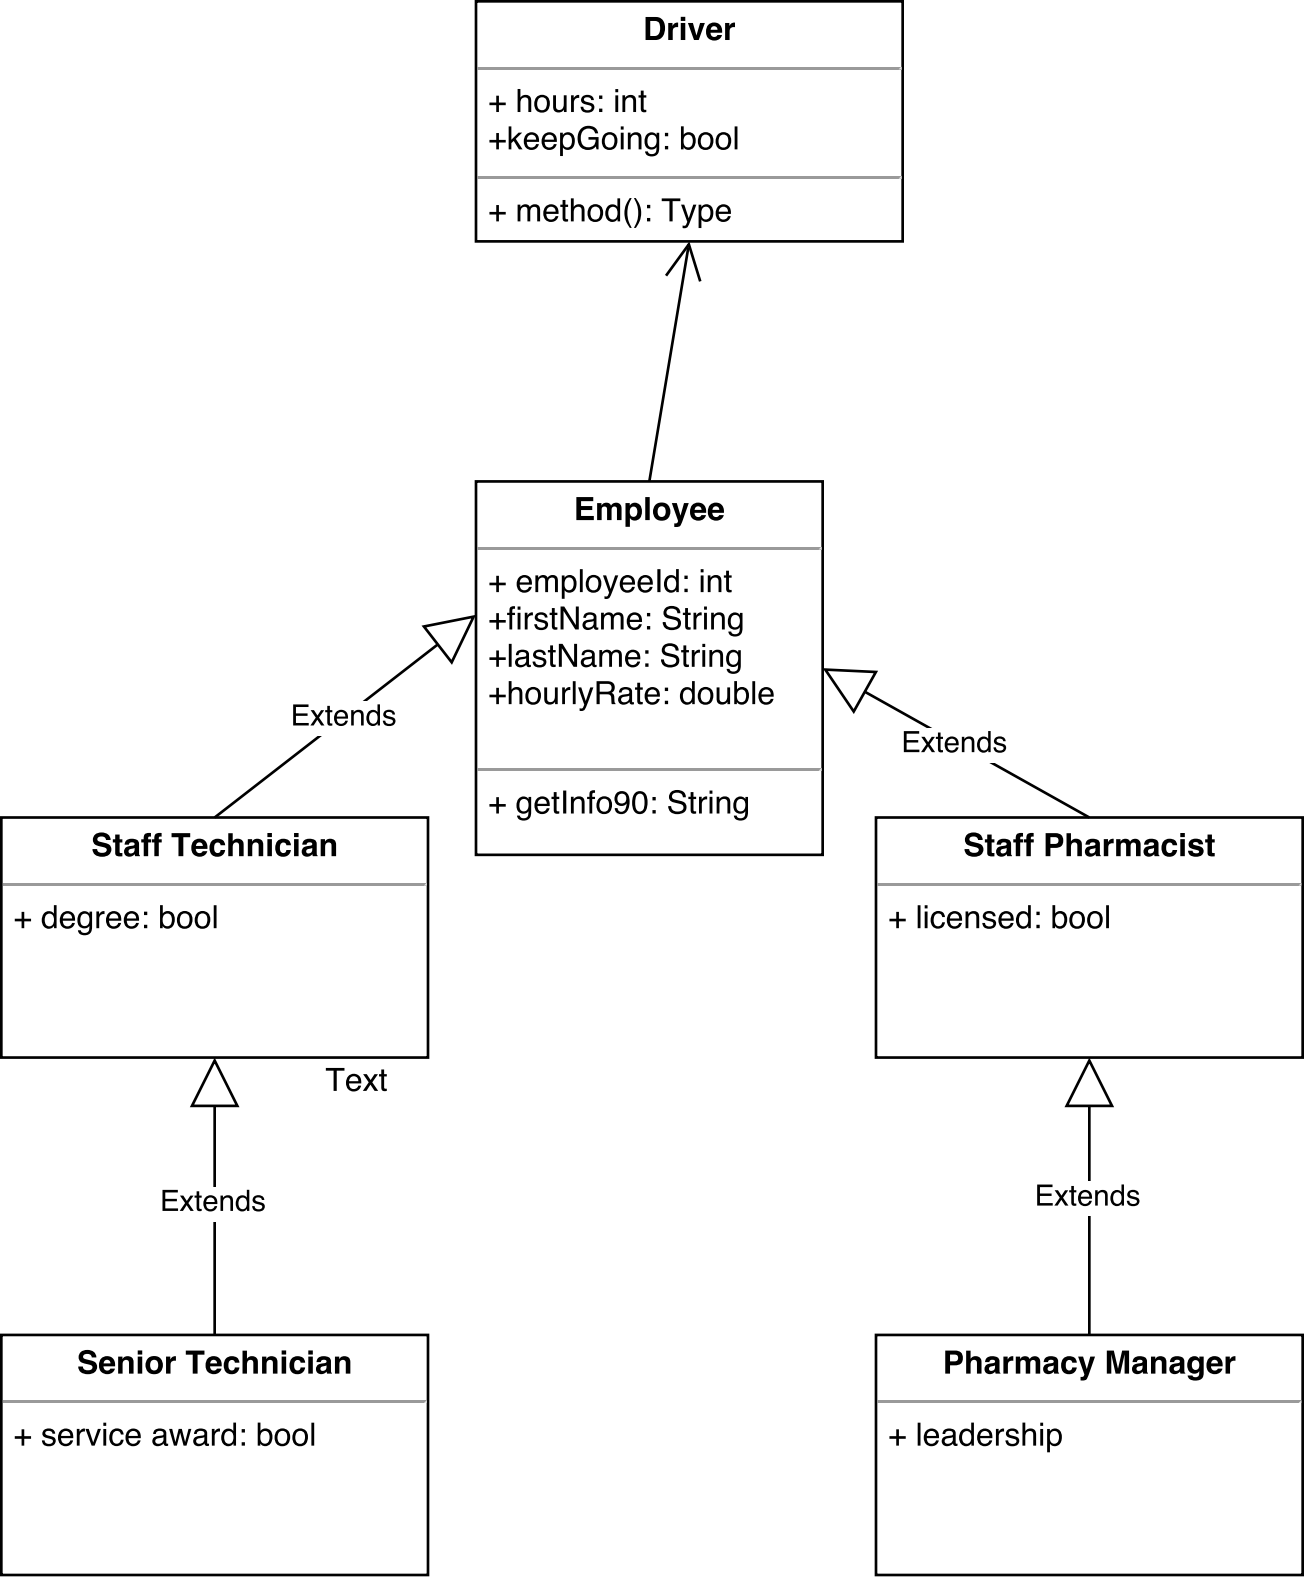 Driver
+ hours: int
+keepGoing: bool
+ method(): Type
Employee
+ employeeId: int
+firstName: String
+lastName: String
+hourlyRate: double
+ getInfo90: String
Extends
Extends
Staff Technician
+ degree: bool
Staff Pharmacist
+ licensed: bool
Text
Extends
Extends
Senior Technician
+ service award: bool
Pharmacy Manager
+ leadership